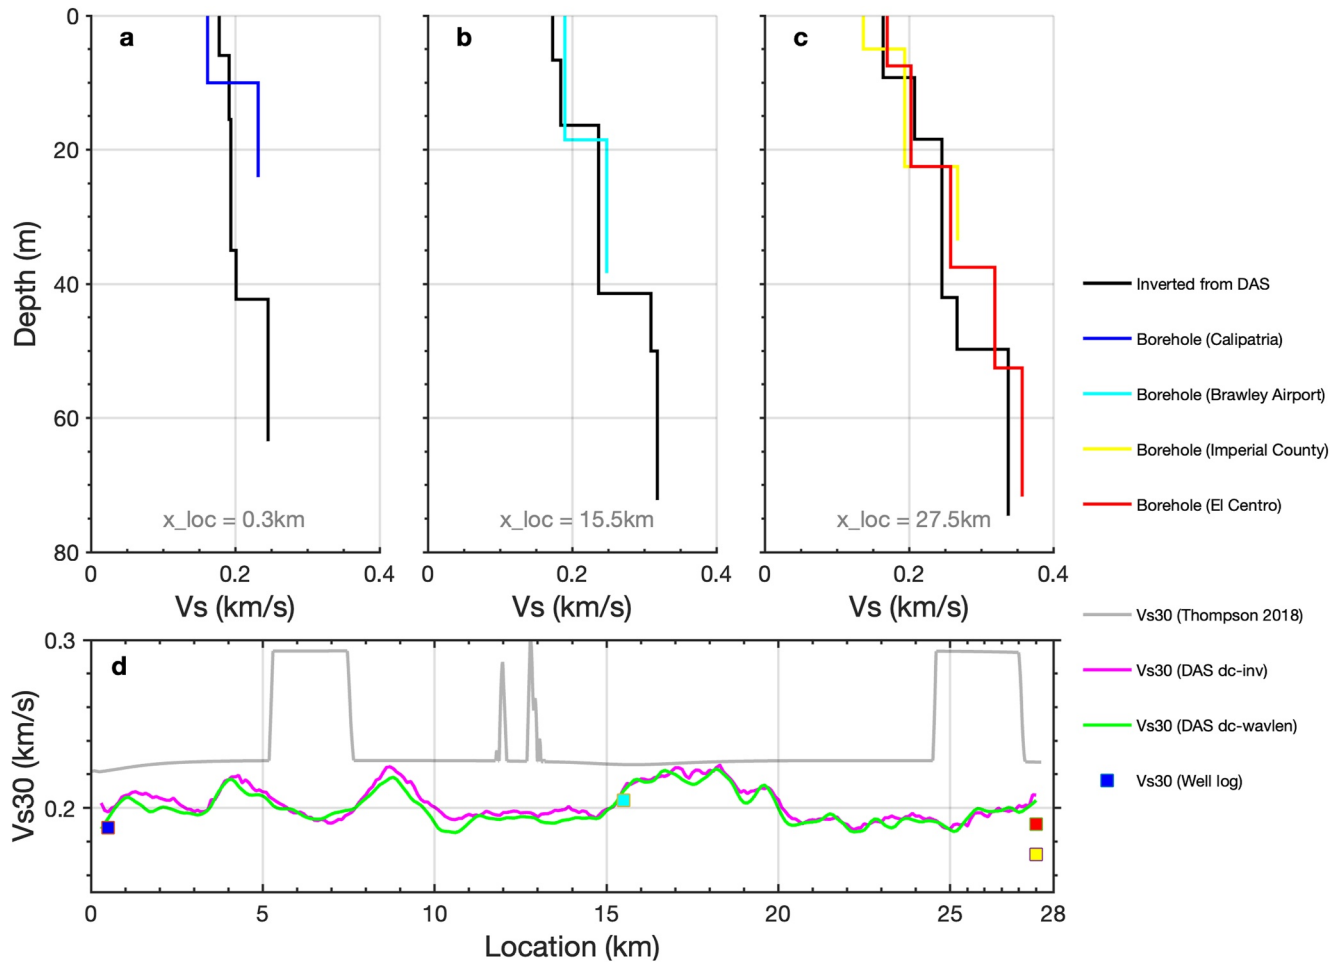 a
b
c
0
20
40
60
80
Depth (m)
x_loc = 0.3km
x_loc = 15.5km
x_loc = 27.5km
0
0.2
0.4
0
0.2
0.4
0
0.2
0.4
Vs (km/s)
Vs (km/s)
Vs (km/s)
Inverted from DAS
Borehole (Calipatria)
Borehole (Brawley Airport)
Borehole (Imperial County)
Borehole (El Centro)
Vs30 (Thompson 2018)
Vs30 (DAS dc-inv)
Vs30 (DAS dc-wavlen)
Vs30 (Well log)
d
0.3
0.2
Vs30 (km/s)
0
5
10
15
20
25
28
Location (km)